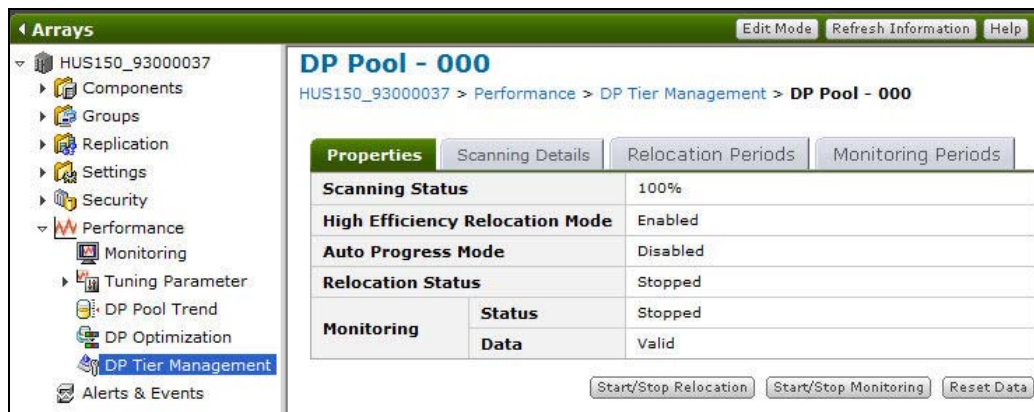 Arrays
Edit Mode
Refresh Information
Help
HUS150_93000037
Components
Groups
Replication
Settings
Security
Performance
Monitoring
Tuning Parameter
DP Pool Trend
DP Optimization
DP Tier Management
Alerts & Events
DP Pool - 000
HUS150_93000037 > Performance > DP Tier Management > DP Pool - 000
Properties
Scanning Details
Relocation Periods
Monitoring Periods
Scanning Status 100%
High Efficiency Relocation Mode Enabled
Auto Progress Mode Disabled
Relocation Status Stopped
Monitoring
Status Stopped
Data Valid
Start/Stop Relocation
Start/Stop Monitoring
Reset Data